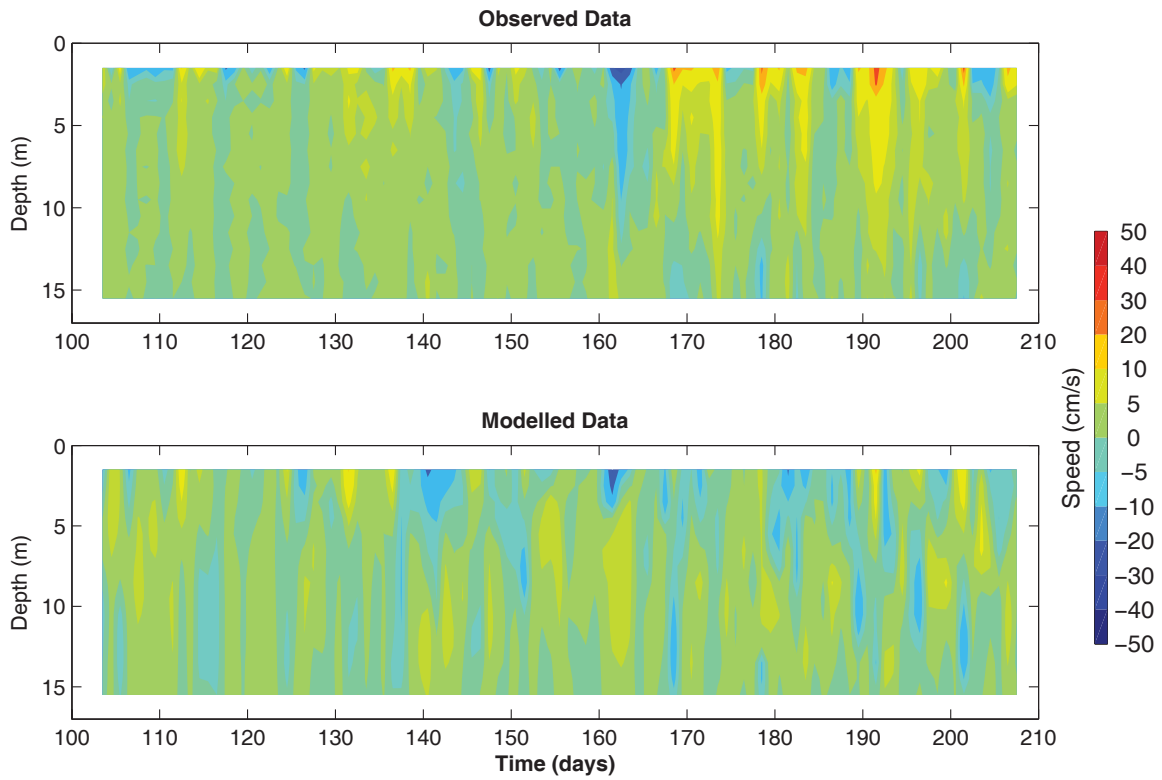 Observed Data
0
5
10
15
Depth (m)
100 110 120 130 140 150 160 170 180 190 200 210
Modelled Data
0
5
10
15
Depth (m)
100 110 120 130 140 150 160 170 180 190 200 210
Time (days)
50
40
30
20
10
5
0
−5
−10
−20
−30
−40
−50
Speed (cm/s)